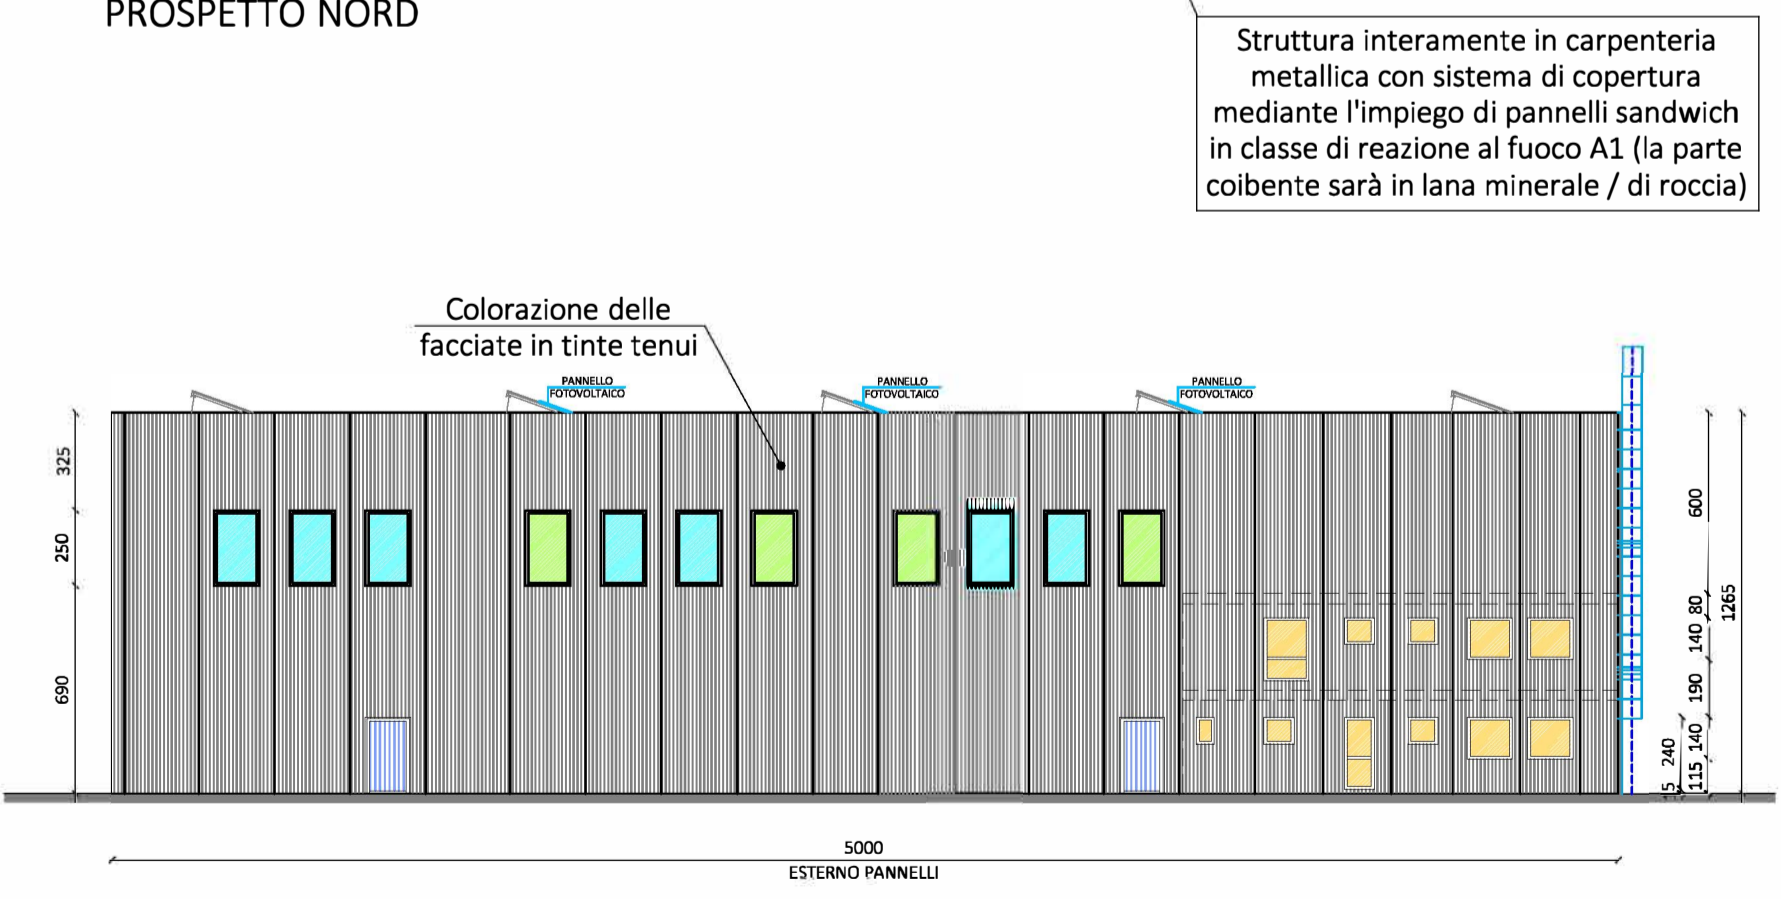 PROSPETTO NORD
Struttura interamente in carpenteria
metallica con sistema di copertura
mediante l'impiego di pannelli sandwich
in classe di reazione al fuoco A1 (la parte
coibente sarà in lana minerale / di roccia)
Colorazione delle
facciate in tinte tenui
PANNELLO
FOTOVOLTAICO
PANNELLO
FOTOVOLTAICO
PANNELLO
FOTOVOLTAICO
325
250
690
600
80
140
190
140
115
240
5
1265
5000
ESTERNO PANNELLI